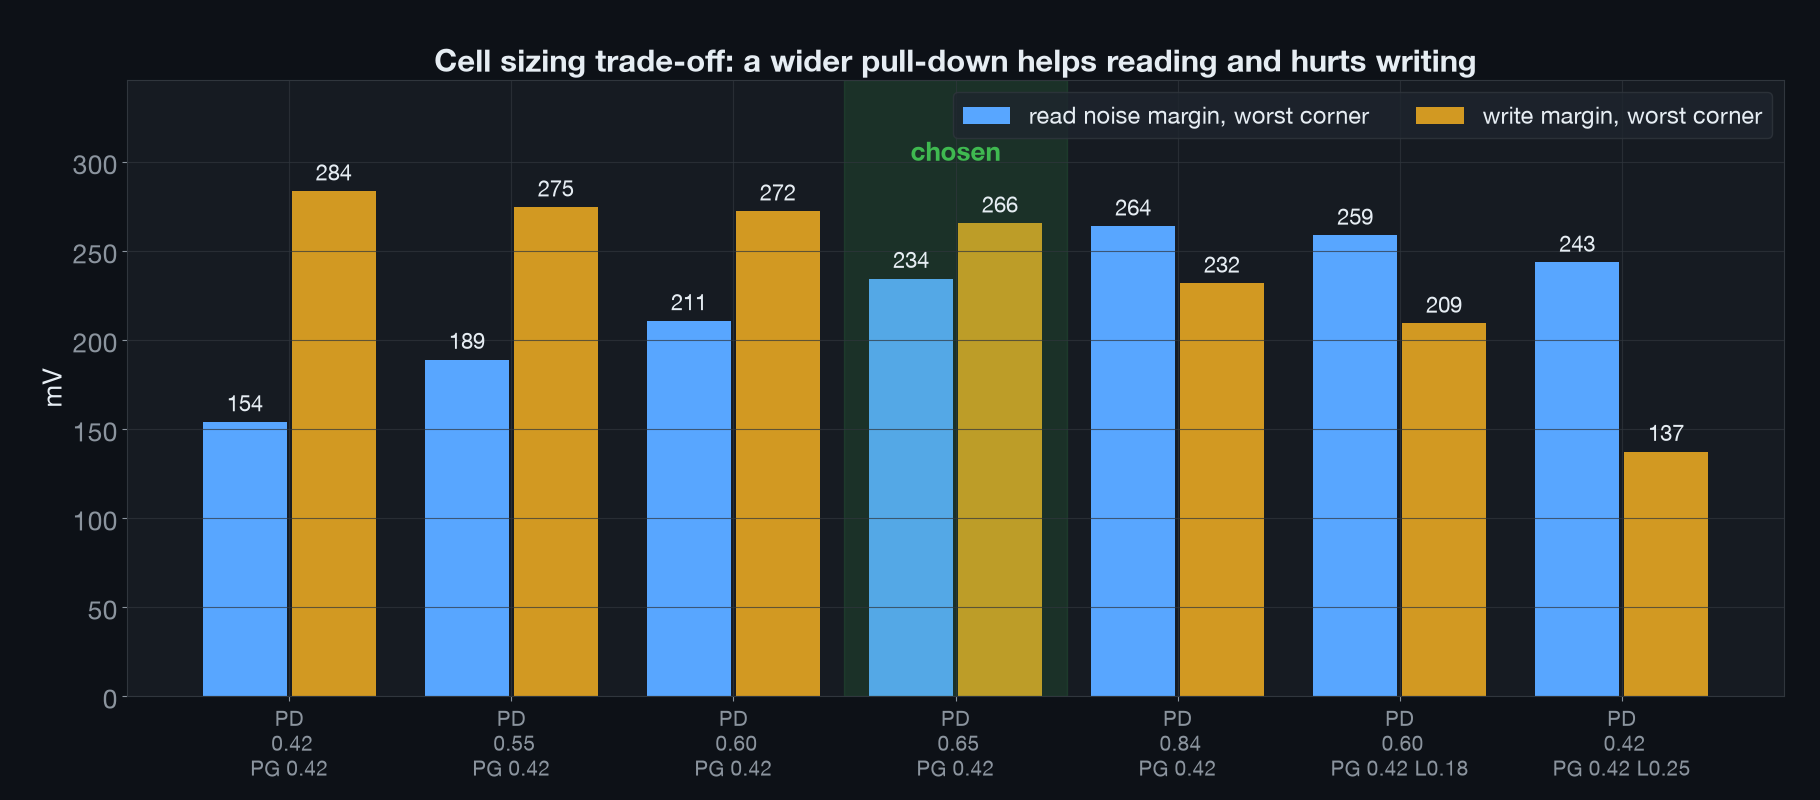 Cell sizing trade-off: a wider pull-down helps reading and hurts writing
read noise margin, worst corner
write margin, worst corner
chosen
mV
300
250
200
150
100
50
0
154
284
189
275
211
272
234
266
264
232
259
209
243
137
PD
0.42
PG 0.42
PD
0.55
PG 0.42
PD
0.60
PG 0.42
PD
0.65
PG 0.42
PD
0.84
PG 0.42
PD
0.60
PG 0.42 L0.18
PD
0.42
PG 0.42 L0.25